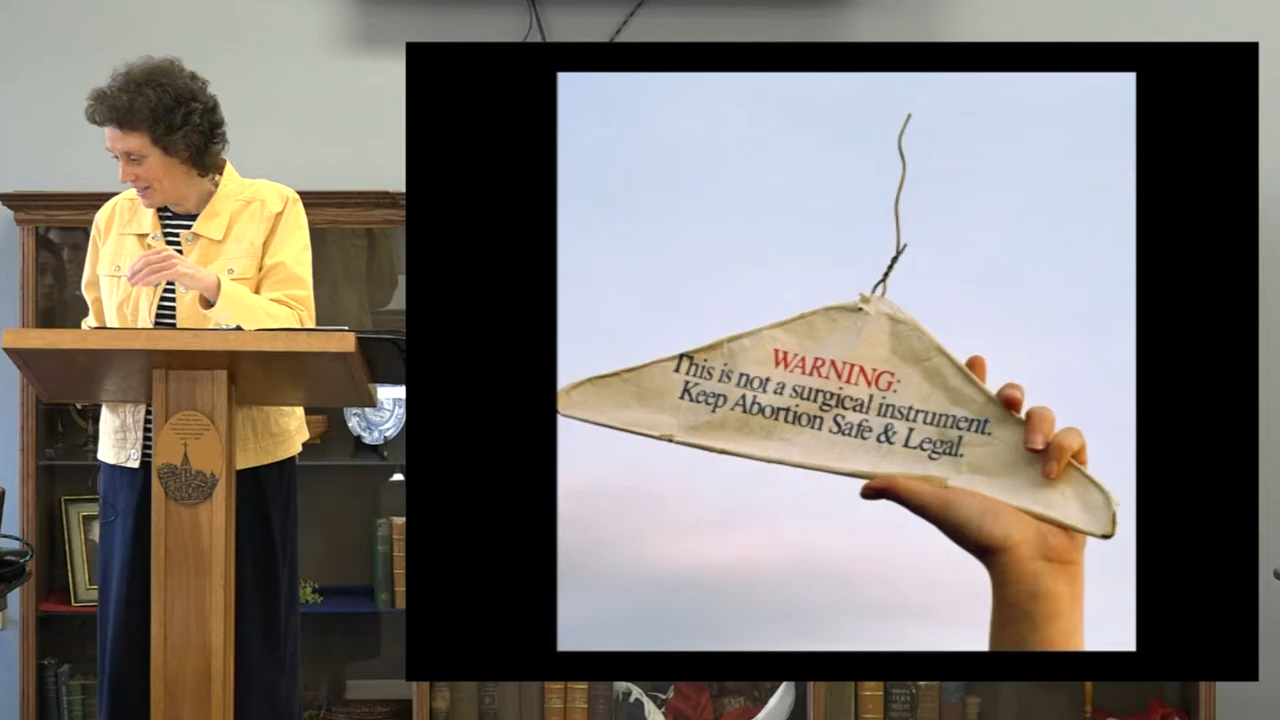 WARNING:
This is not a surgical instrument.
Keep Abortion Safe & Legal.